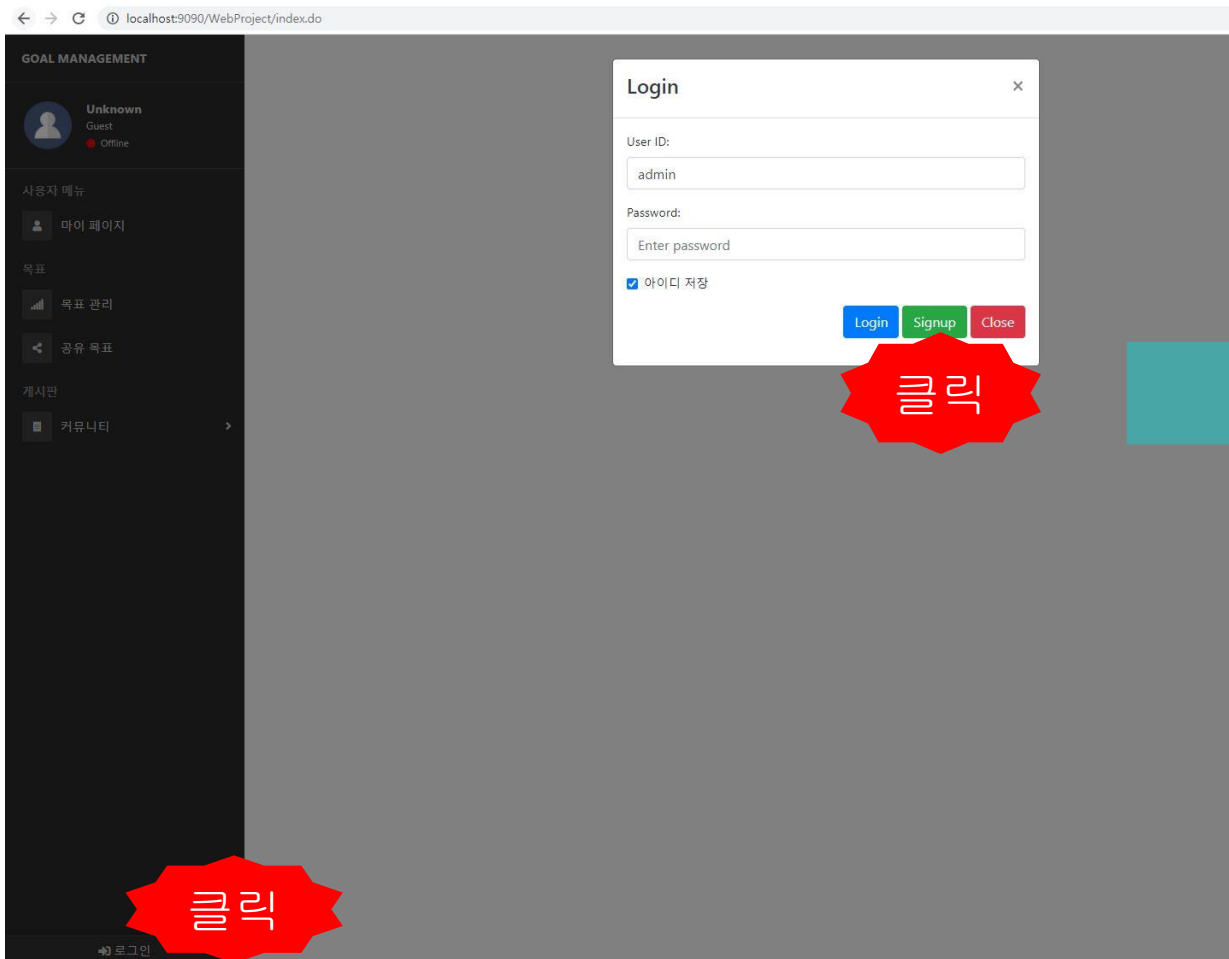 localhost:9090/WebProject/index.do
GOAL MANAGEMENT
Unknown
Guest
Offline
사용자 메뉴
마이 페이지
목표
목표 관리
공유 목표
게시판
커뮤니티
로그인
클릭
Login ×
User ID:
admin
Password:
Enter password
아이디 저장
Login Signup Close
클릭